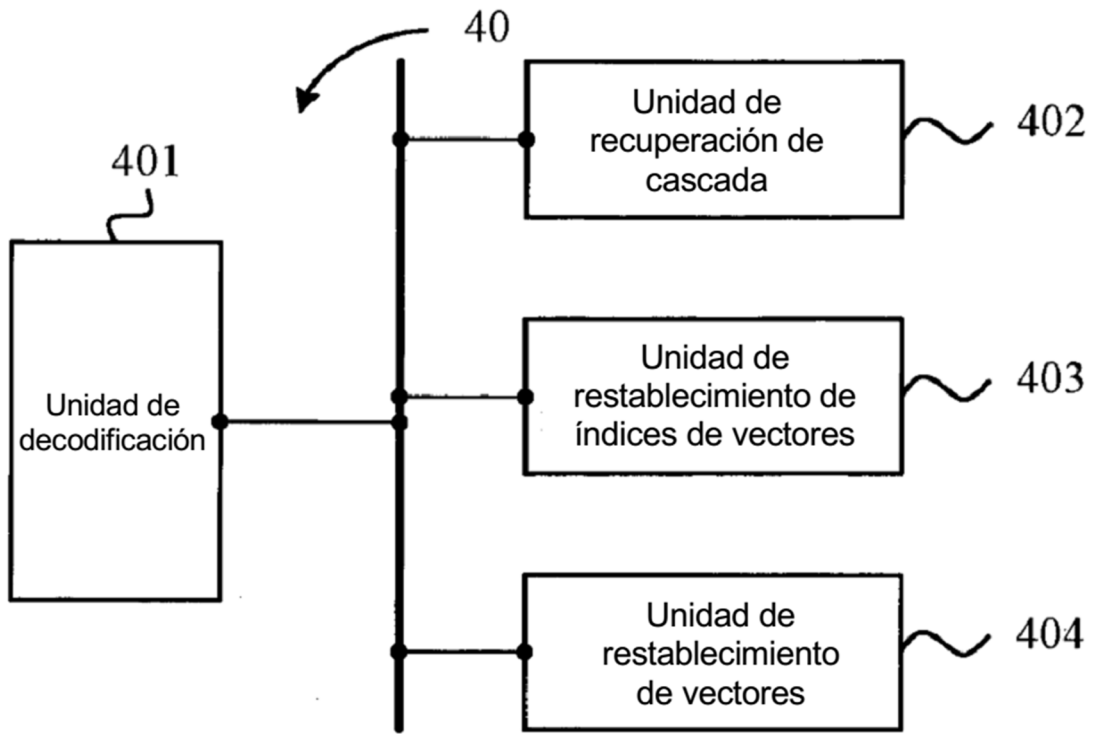 40
401
Unidad de
decodificación
Unidad de
recuperación de
cascada
402
Unidad de
restablecimiento de
índices de vectores
403
Unidad de
restablecimiento
de vectores
404